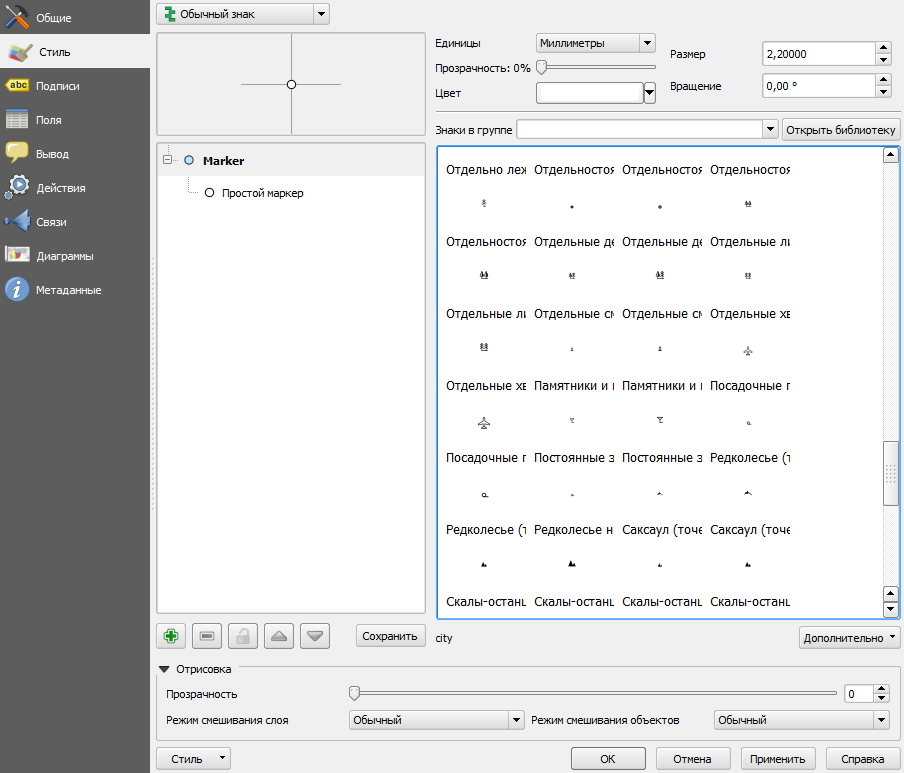 Общие
Стиль
Подписи
Поля
Вывод
Действия
Связи
Диаграммы
Метаданные
Обычный знак
Единицы
Миллиметры
Размер
2,20000
Прозрачность: 0%
Цвет
Вращение
0,00 °
Знаки в группе
Открыть библиотеку
Marker
Простой маркер
Отдельно леж Отдельностоя Отдельностоя Отдельностоя
Отдельностоя Отдельные де Отдельные де Отдельные ли
Отдельные ли Отдельные см Отдельные см Отдельные хв
Отдельные хв Памятники и Памятники и Посадочные п
Посадочные п Постоянные з Постоянные з Редколесье (т
Редколесье (т Редколесье н Саксаул (точе Саксаул (точе
Скалы-останц Скалы-останц Скалы-останц Скалы-останц
Сохранить
city
Дополнительно
Отрисовка
Прозрачность
0
Режим смешивания слоя
Обычный
Режим смешивания объектов
Обычный
Стиль
OK
Отмена
Применить
Справка